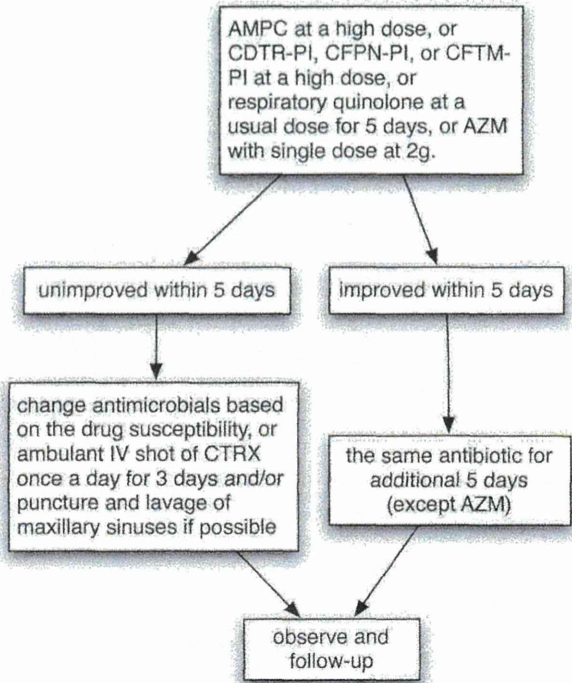 AMPC at a high dose, or
CDTR-PI, CFPN-PI, or CFTM-
PI at a high dose, or
respiratory quinolone at a
usual dose for 5 days, or AZM
with single dose at 2g.
unimproved within 5 days
improved within 5 days
change antimicrobials based
on the drug susceptibility, or
ambulant IV shot of CTRX
once a day for 3 days and/or
puncture and lavage of
maxillary sinuses if possible
the same antibiotic for
additional 5 days
(except AZM)
observe and
follow-up